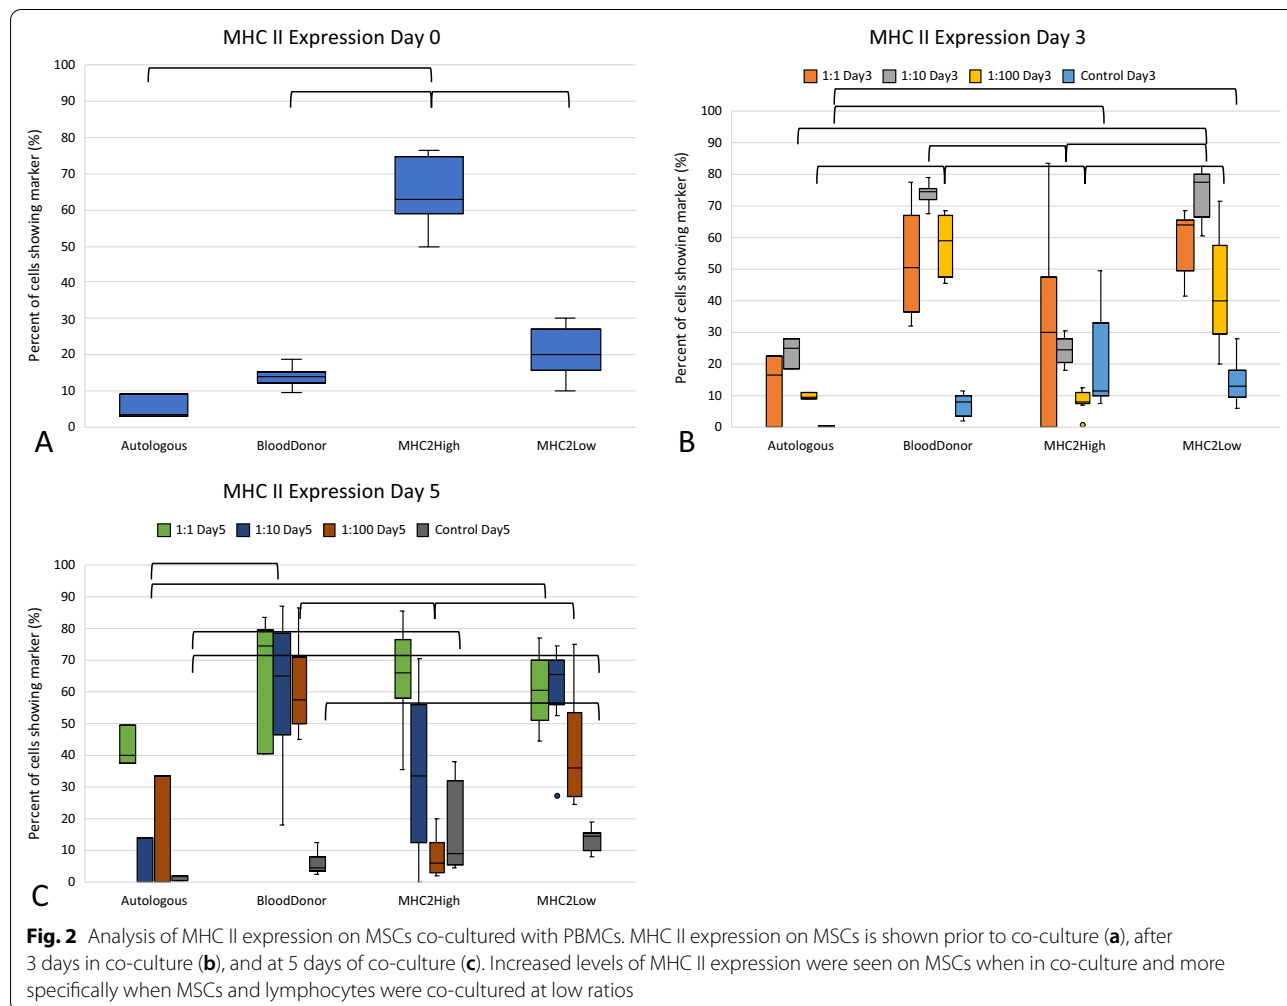 MHC II Expression Day 0
Percent of cells showing marker (%)
100
90
80
70
60
50
40
30
20
10
0
Autologous BloodDonor MHC2High MHC2Low
A
MHC II Expression Day 3
1:1 Day3 1:10 Day3 1:100 Day3 Control Day3
Percent of cells showing marker (%)
100
90
80
70
60
50
40
30
20
10
0
Autologous BloodDonor MHC2High MHC2Low
B
MHC II Expression Day 5
1:1 Day5 1:10 Day5 1:100 Day5 Control Day5
Percent of cells showing marker (%)
100
90
80
70
60
50
40
30
20
10
0
Autologous BloodDonor MHC2High MHC2Low
C
Fig. 2 Analysis of MHC II expression on MSCs co-cultured with PBMCs. MHC II expression on MSCs is shown prior to co-culture (a), after
3 days in co-culture (b), and at 5 days of co-culture (c). Increased levels of MHC II expression were seen on MSCs when in co-culture and more
specifically when MSCs and lymphocytes were co-cultured at low ratios